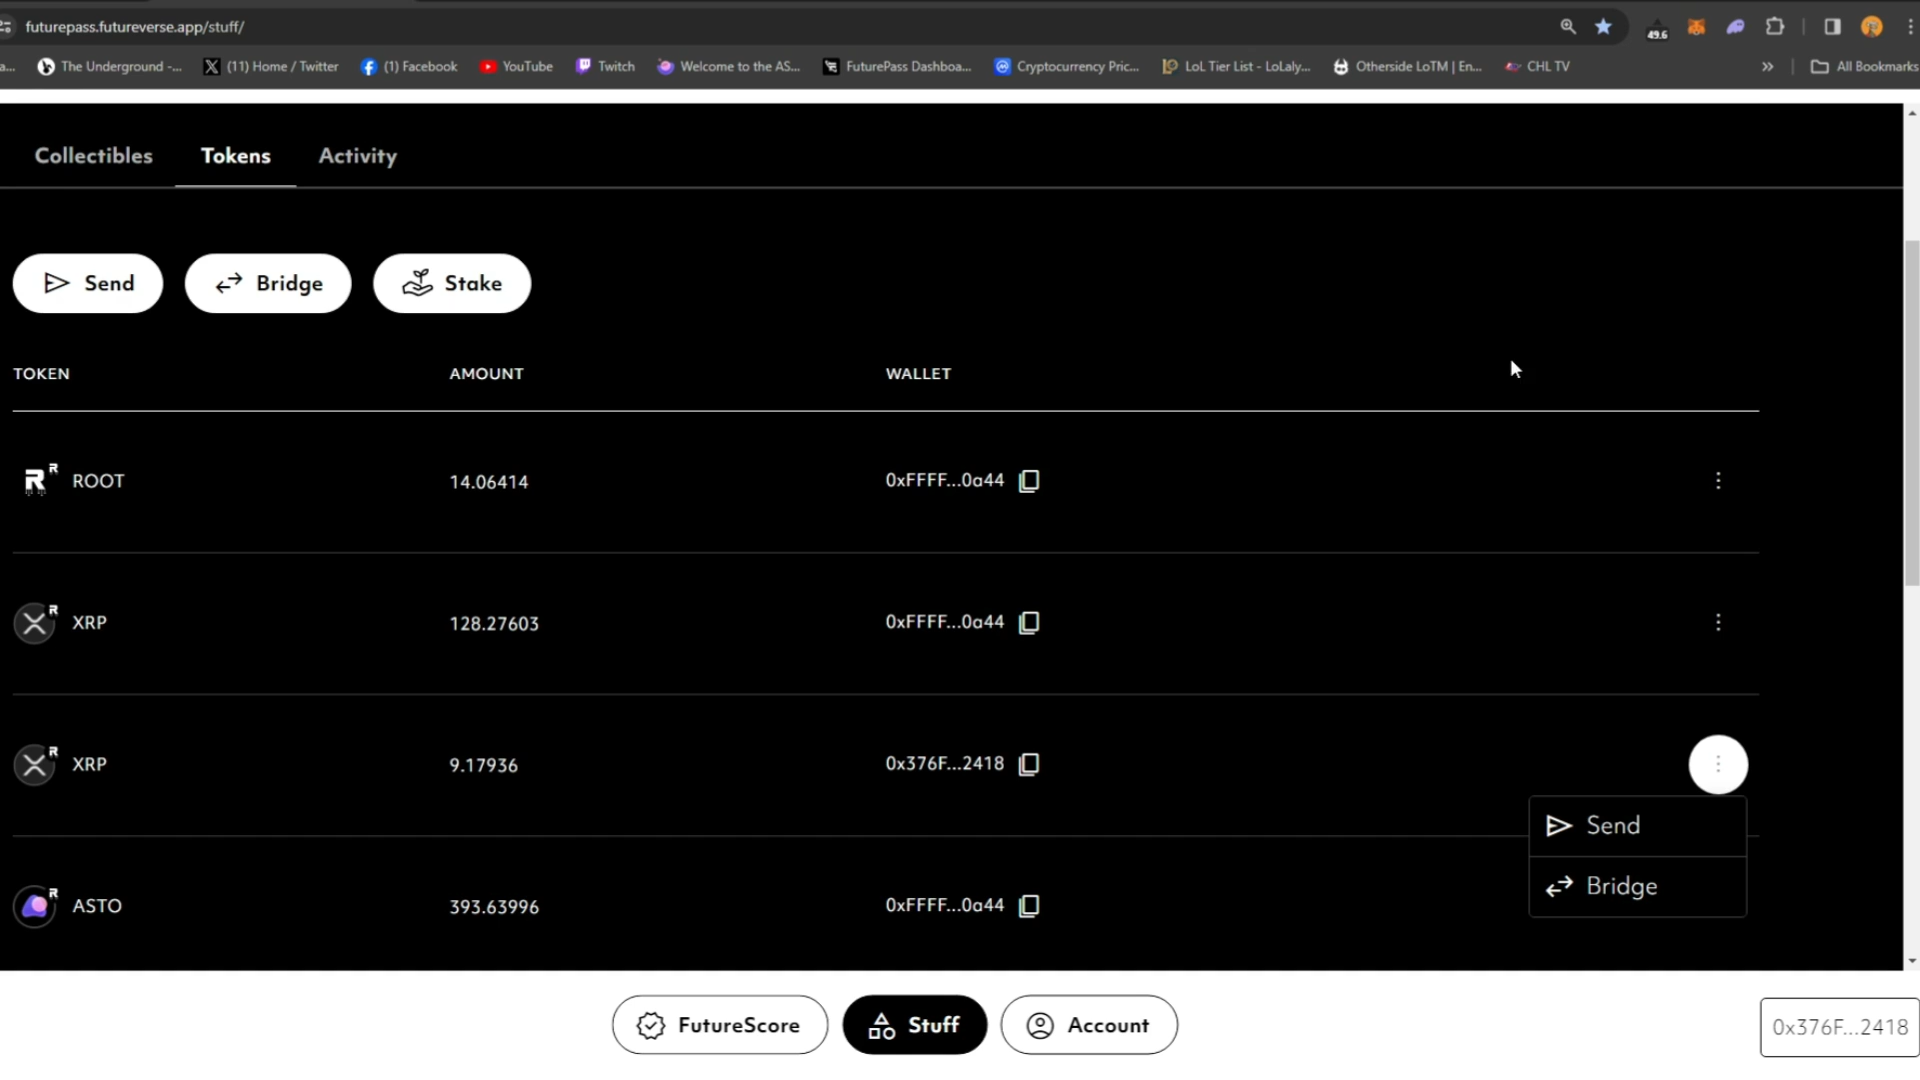 futurepass.futureverse.app/stuff/
49.6
a...
The Underground -...
(11) Home / Twitter
(1) Facebook
YouTube
Twitch
Welcome to the AS...
FuturePass Dashboa...
Cryptocurrency Pric...
LoL Tier List - LoLaly...
Otherside LoTM | En...
CHL TV
»
All Bookmarks
Collectibles
Tokens
Activity
Send
Bridge
Stake
TOKEN AMOUNT WALLET
R ROOT 14.06414 0xFFFF...0a44
R XRP 128.27603 0xFFFF...0a44
R XRP 9.17936 0x376F...2418
Send
Bridge
R ASTO 393.63996 0xFFFF...0a44
FutureScore
Stuff
Account
0x376F...2418